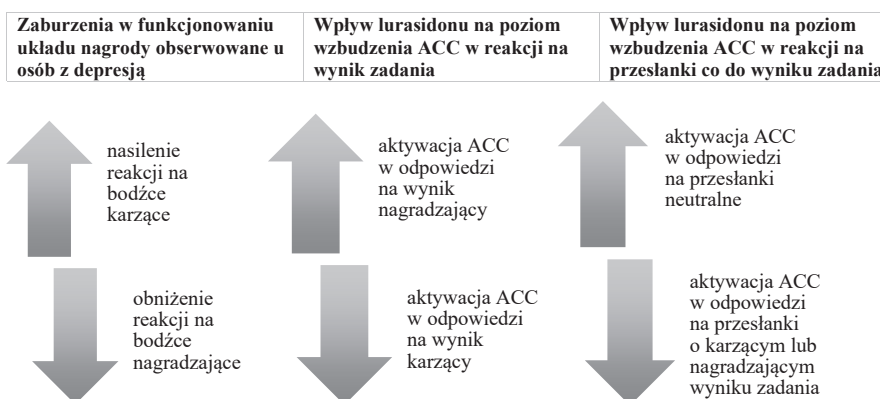 Zaburzenia w funkcjonowaniu
układu nagrody obserwowane u
osób z depresją
Wpływ lurasidonu na poziom
wzbudzenia ACC w reakcji na
wynik zadania
Wpływ lurasidonu na poziom
wzbudzenia ACC w reakcji na
przesłanki co do wyniku zadania
nasilenie
reakcji na
bodźce
karzące
aktywacja ACC
w odpowiedzi
na wynik
nagradzający
aktywacja ACC
w odpowiedzi
na przesłanki
neutralne
obniżenie
reakcji na
bodźce
nagradzające
aktywacja ACC
w odpowiedzi
na wynik
karzący
aktywacja ACC
w odpowiedzi
na przesłanki
o karzącym lub
nagradzającym
wyniku zadania